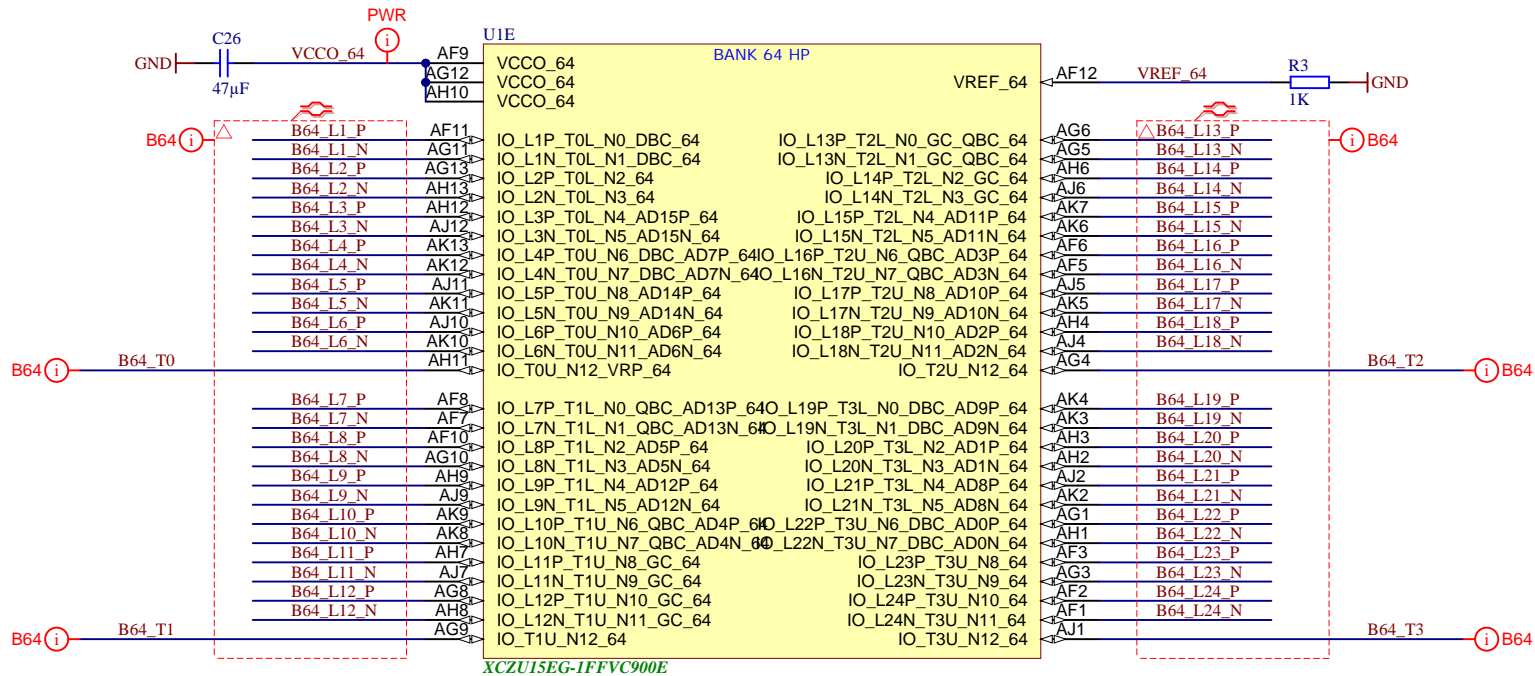 PWR
U1E
BANK 64 HP
C26
GND VCCO_64 AF9 VCCO_64
47µF AG12 VCCO_64
AH10 VCCO_64
VREF_64 AF12 VREF_64 R3 1K GND
B64 i B64_L1_P AF11 IO_L1P_T0L_N0_DBC_64 IO_L13P_T2L_N0_GC_QBC_64 AG6 B64_L13_P i B64
B64_L1_N AG11 IO_L1N_T0L_N1_DBC_64 IO_L13N_T2L_N1_GC_QBC_64 AG5 B64_L13_N
B64_L2_P AG13 IO_L2P_T0L_N2_64 IO_L14P_T2L_N2_GC_64 AH6 B64_L14_P
B64_L2_N AH13 IO_L2N_T0L_N3_64 IO_L14N_T2L_N3_GC_64 AJ6 B64_L14_N
B64_L3_P AH12 IO_L3P_T0L_N4_AD15P_64 IO_L15P_T2L_N4_AD11P_64 AK7 B64_L15_P
B64_L3_N AJ12 IO_L3N_T0L_N5_AD15N_64 IO_L15N_T2L_N5_AD11N_64 AK6 B64_L15_N
B64_L4_P AK13 IO_L4P_T0U_N6_DBC_AD7P_64 IO_L16P_T2U_N6_QBC_AD3P_64 AF6 B64_L16_P
B64_L4_N AK12 IO_L4N_T0U_N7_DBC_AD7N_64 IO_L16N_T2U_N7_QBC_AD3N_64 AF5 B64_L16_N
B64_L5_P AJ11 IO_L5P_T0U_N8_AD14P_64 IO_L17P_T2U_N8_AD10P_64 AJ5 B64_L17_P
B64_L5_N AK11 IO_L5N_T0U_N9_AD14N_64 IO_L17N_T2U_N9_AD10N_64 AK5 B64_L17_N
B64_L6_P AJ10 IO_L6P_T0U_N10_AD6P_64 IO_L18P_T2U_N10_AD2P_64 AH4 B64_L18_P
B64_L6_N AK10 IO_L6N_T0U_N11_AD6N_64 IO_L18N_T2U_N11_AD2N_64 AJ4 B64_L18_N
B64 i B64_T0 AH11 IO_T0U_N12_VRP_64 IO_T2U_N12_64 AG4 B64_T2 i B64
B64_L7_P AF8 IO_L7P_T1L_N0_QBC_AD13P_64 IO_L19P_T3L_N0_DBC_AD9P_64 AK4 B64_L19_P
B64_L7_N AF7 IO_L7N_T1L_N1_QBC_AD13N_64 IO_L19N_T3L_N1_DBC_AD9N_64 AK3 B64_L19_N
B64_L8_P AF10 IO_L8P_T1L_N2_AD5P_64 IO_L20P_T3L_N2_AD1P_64 AH3 B64_L20_P
B64_L8_N AG10 IO_L8N_T1L_N3_AD5N_64 IO_L20N_T3L_N3_AD1N_64 AH2 B64_L20_N
B64_L9_P AH9 IO_L9P_T1L_N4_AD12P_64 IO_L21P_T3L_N4_AD8P_64 AJ2 B64_L21_P
B64_L9_N AJ9 IO_L9N_T1L_N5_AD12N_64 IO_L21N_T3L_N5_AD8N_64 AK2 B64_L21_N
B64_L10_P AK9 IO_L10P_T1U_N6_QBC_AD4P_64 IO_L22P_T3U_N6_DBC_AD0P_64 AG1 B64_L22_P
B64_L10_N AK8 IO_L10N_T1U_N7_QBC_AD4N_64 IO_L22N_T3U_N7_DBC_AD0N_64 AH1 B64_L22_N
B64_L11_P AH7 IO_L11P_T1U_N8_GC_64 IO_L23P_T3U_N8_64 AF3 B64_L23_P
B64_L11_N AJ7 IO_L11N_T1U_N9_GC_64 IO_L23N_T3U_N9_64 AG3 B64_L23_N
B64_L12_P AG8 IO_L12P_T1U_N10_GC_64 IO_L24P_T3U_N10_64 AF2 B64_L24_P
B64_L12_N AH8 IO_L12N_T1U_N11_GC_64 IO_L24N_T3U_N11_64 AF1 B64_L24_N
B64 i B64_T1 AG9 IO_T1U_N12_64 IO_T3U_N12_64 AJ1 B64_T3 i B64
XCZU15EG-1FFVC900E